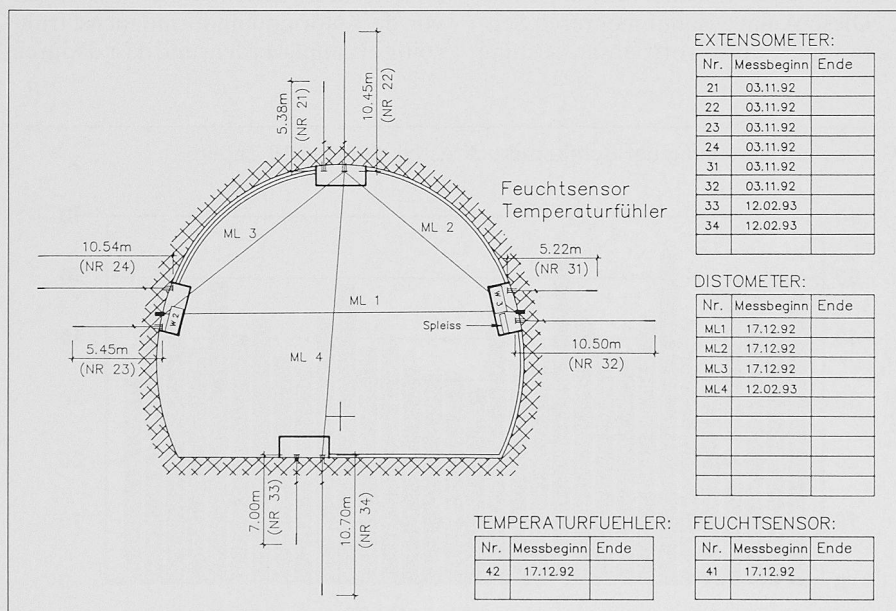 5.38m
(NR 21)
10.45m
(NR 22)
Feuchtsensor
Temperaturfühler
ML 3
ML 2
10.54m
(NR 24)
5.22m
(NR 31)
ML 1
W 2
W 3
Spleiss
5.45m
(NR 23)
10.50m
(NR 32)
ML 4
7.00m
(NR 33)
10.70m
(NR 34)
EXTENSOMETER:
Nr. Messbeginn Ende
21 03.11.92
22 03.11.92
23 03.11.92
24 03.11.92
31 03.11.92
32 03.11.92
33 12.02.93
34 12.02.93
DISTOMETER:
Nr. Messbeginn Ende
ML1 17.12.92
ML2 17.12.92
ML3 17.12.92
ML4 12.02.93
TEMPERATURFUEHLER:
Nr. Messbeginn Ende
42 17.12.92
FEUCHTSENSOR:
Nr. Messbeginn Ende
41 17.12.92